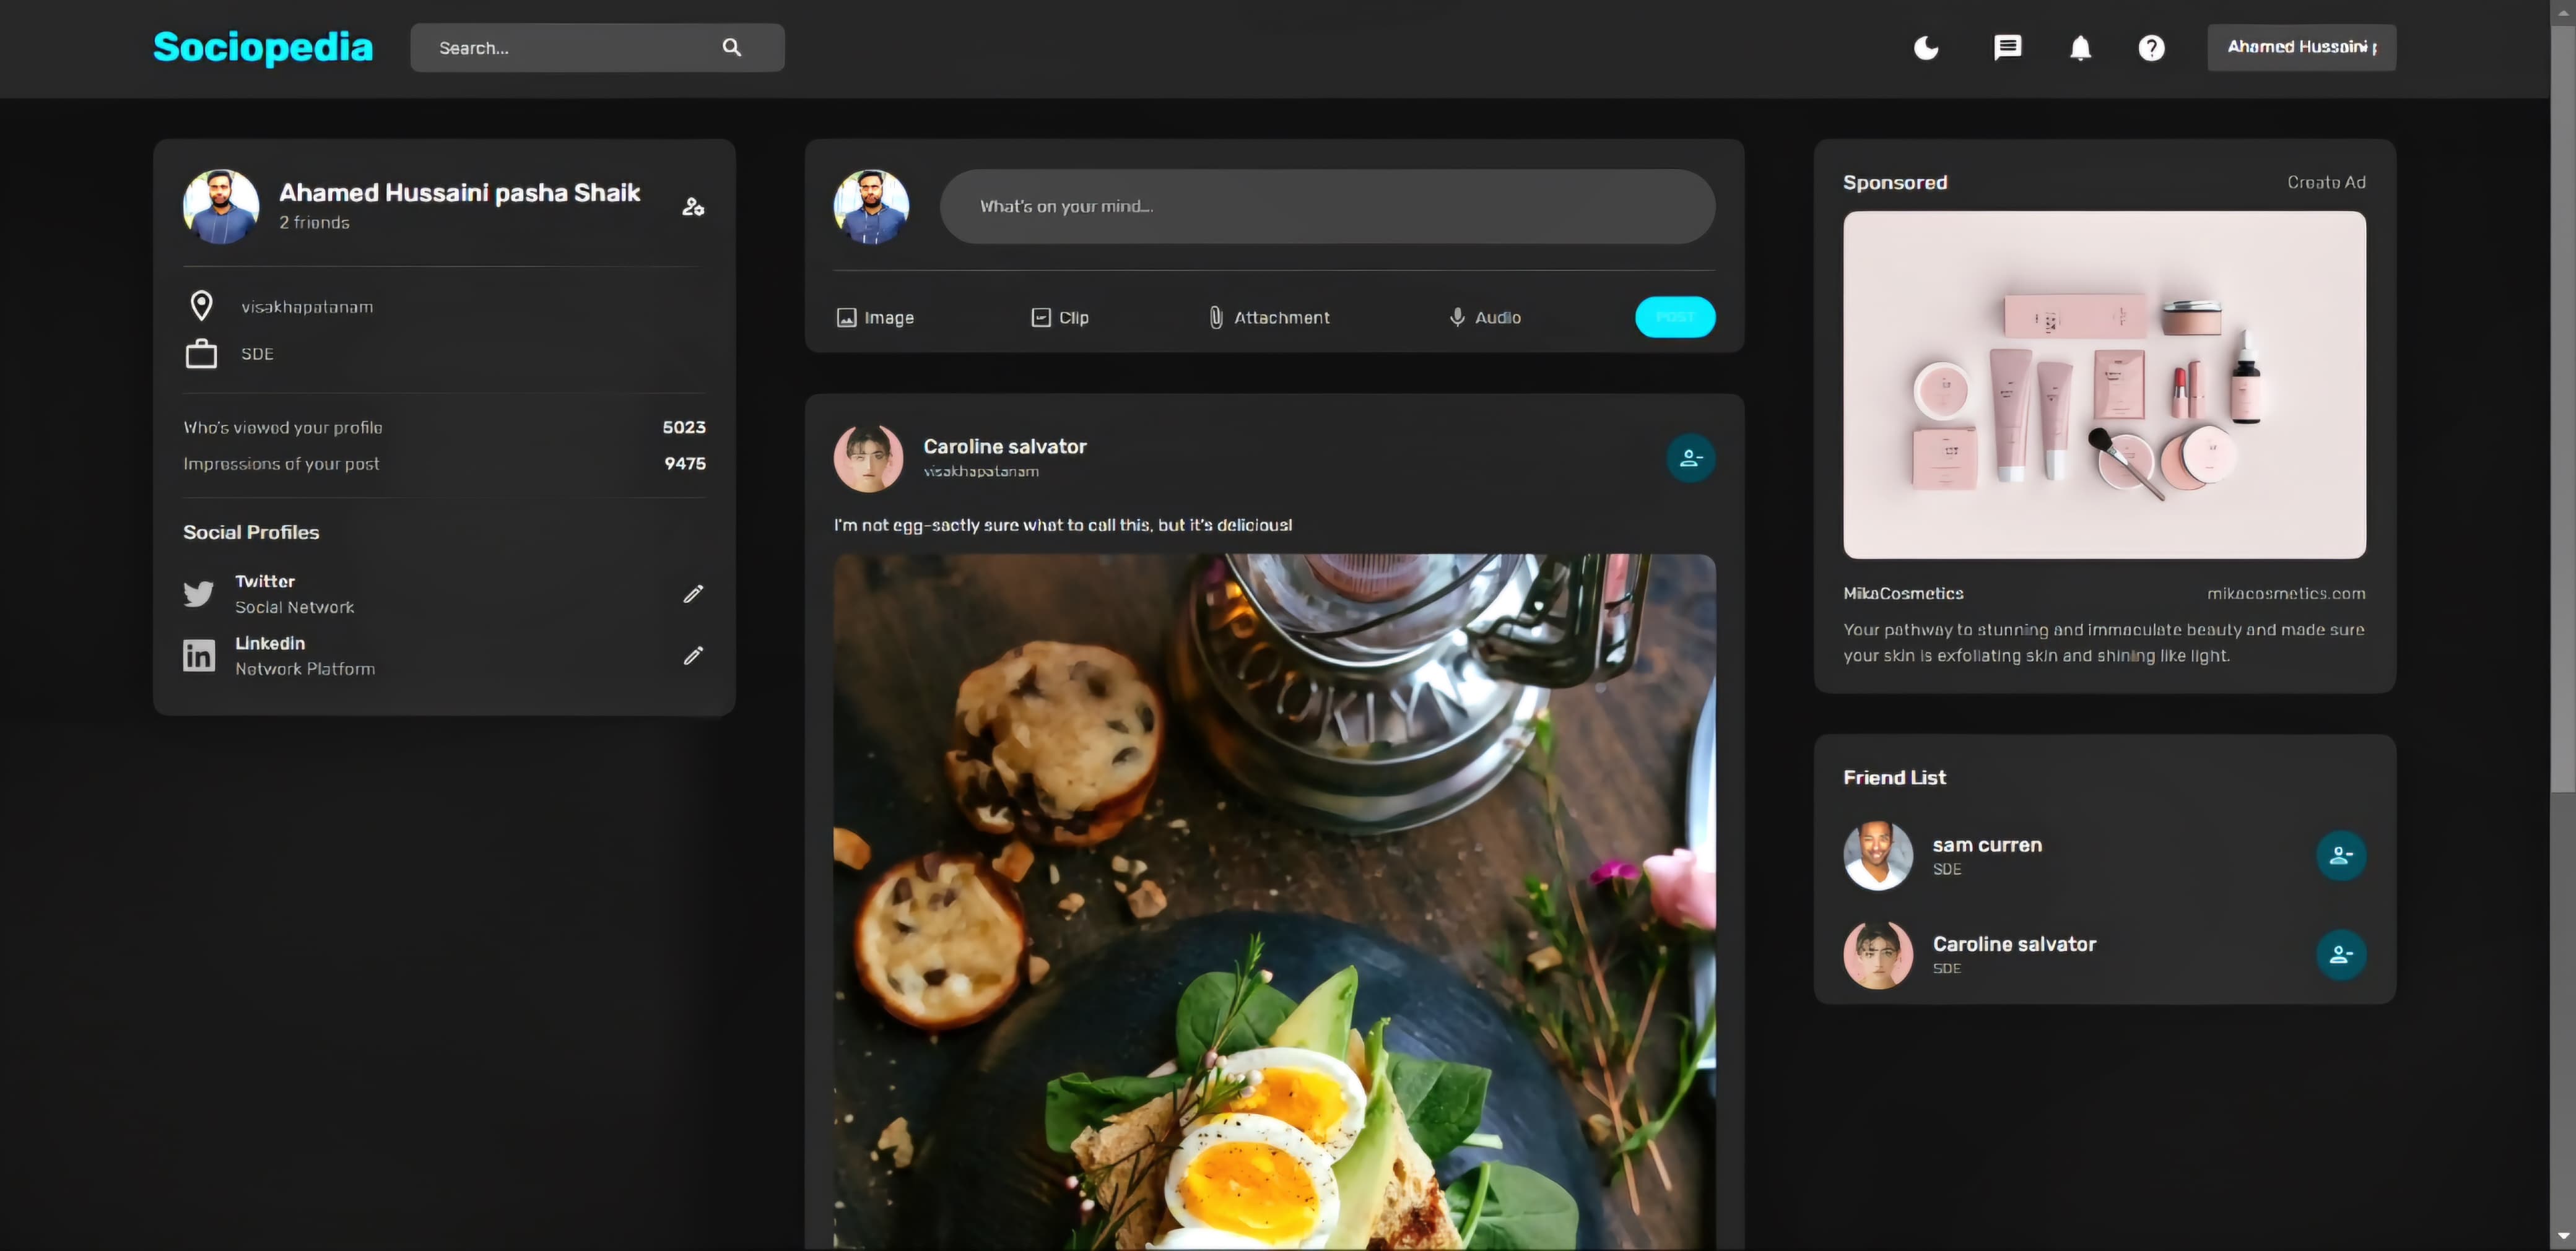 Sociopedia
Search...
Ahamed Hussaini p
Ahamed Hussaini pasha Shaik
2 friends
visakhapatanam
SDE
Who's viewed your profile 5023
Impressions of your post 9475
Social Profiles
Twitter
Social Network
Linkedin
Network Platform
What's on your mind...
Image
Clip
Attachment
Audio
POST
Caroline salvator
visakhapatanam
I'm not egg-sactly sure what to call this, but it's delicious!
Sponsored
Create Ad
MikaCosmetics
mikacosmetics.com
Your pathway to stunning and immaculate beauty and made sure
your skin is exfoliating skin and shining like light.
Friend List
sam curren
SDE
Caroline salvator
SDE